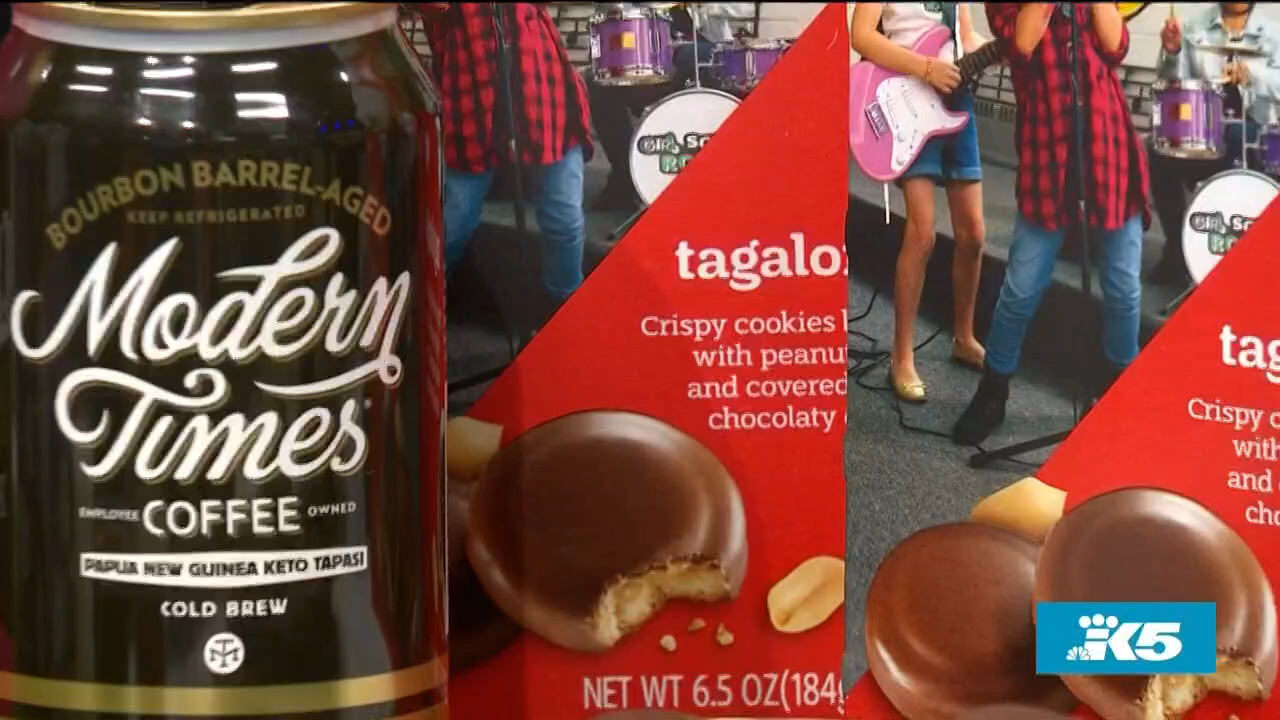 BOURBON BARREL-AGED
KEEP REFRIGERATED
Modern
Times
EMPLOYEE COFFEE OWNED
PAPUA NEW GUINEA KETO TAPASI
COLD BREW
tagalo
Crispy cookies
with peanu
and covered
chocolaty
NET WT 6.5 OZ(184g
tag
Crispy c
with
and
cho
K5